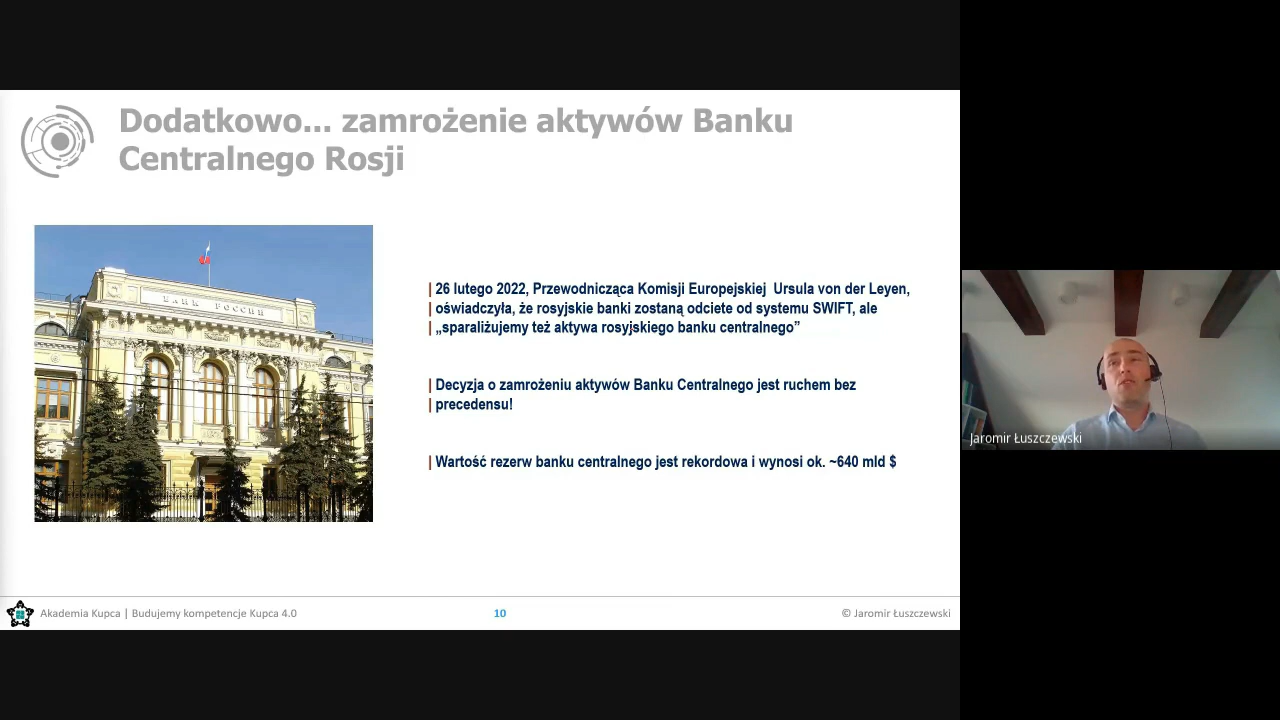 Dodatkowo... zamrożenie aktywów Banku
Centralnego Rosji
БАНК РОССИИ
| 26 lutego 2022, Przewodnicząca Komisji Europejskiej Ursula von der Leyen,
| oświadczyła, że rosyjskie banki zostaną odciete od systemu SWIFT, ale
| „sparaliżujemy też aktywa rosyjskiego banku centralnego”
| Decyzja o zamrożeniu aktywów Banku Centralnego jest ruchem bez
| precedensu!
| Wartość rezerw banku centralnego jest rekordowa i wynosi ok. ~640 mld $
Jaromir Łuszczewski
Akademia Kupca | Budujemy kompetencje Kupca 4.0
10
© Jaromir Łuszczewski